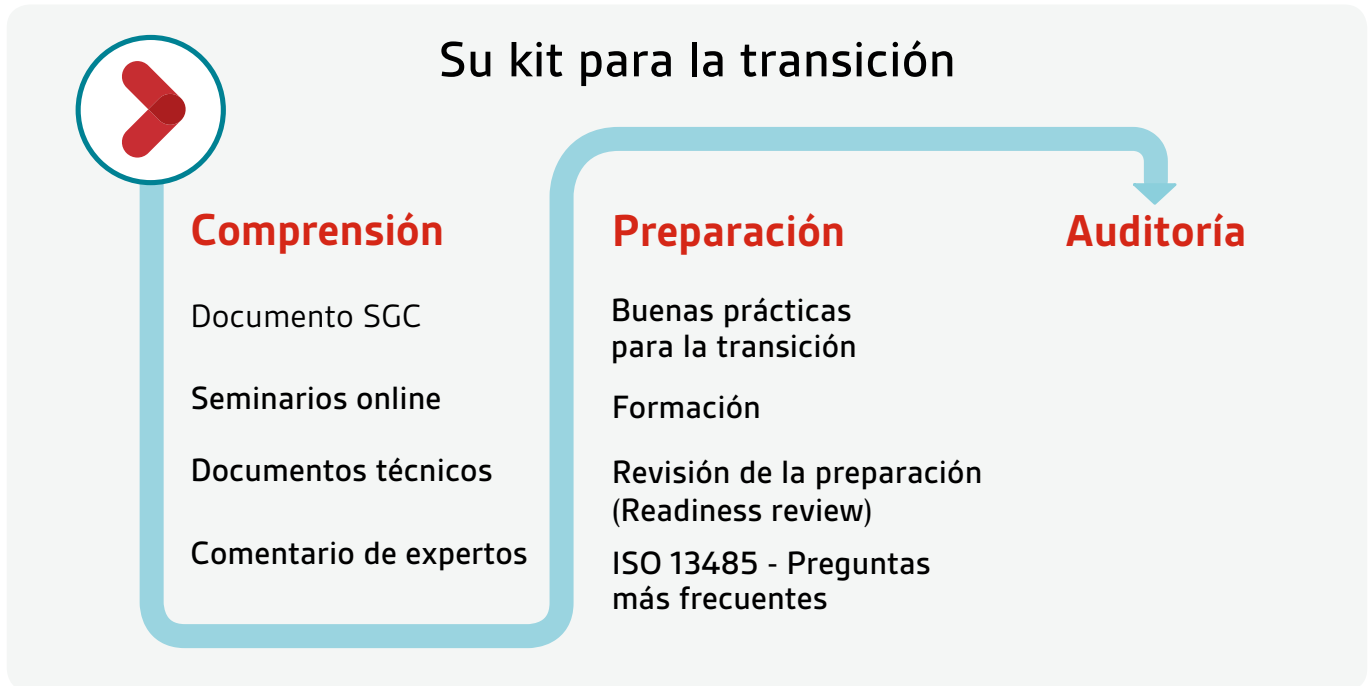 Su kit para la transición
Comprensión
Documento SGC
Seminarios online
Documentos técnicos
Comentario de expertos
Preparación
Buenas prácticas
para la transición
Formación
Revisión de la preparación
(Readiness review)
ISO 13485 - Preguntas
más frecuentes
Auditoría